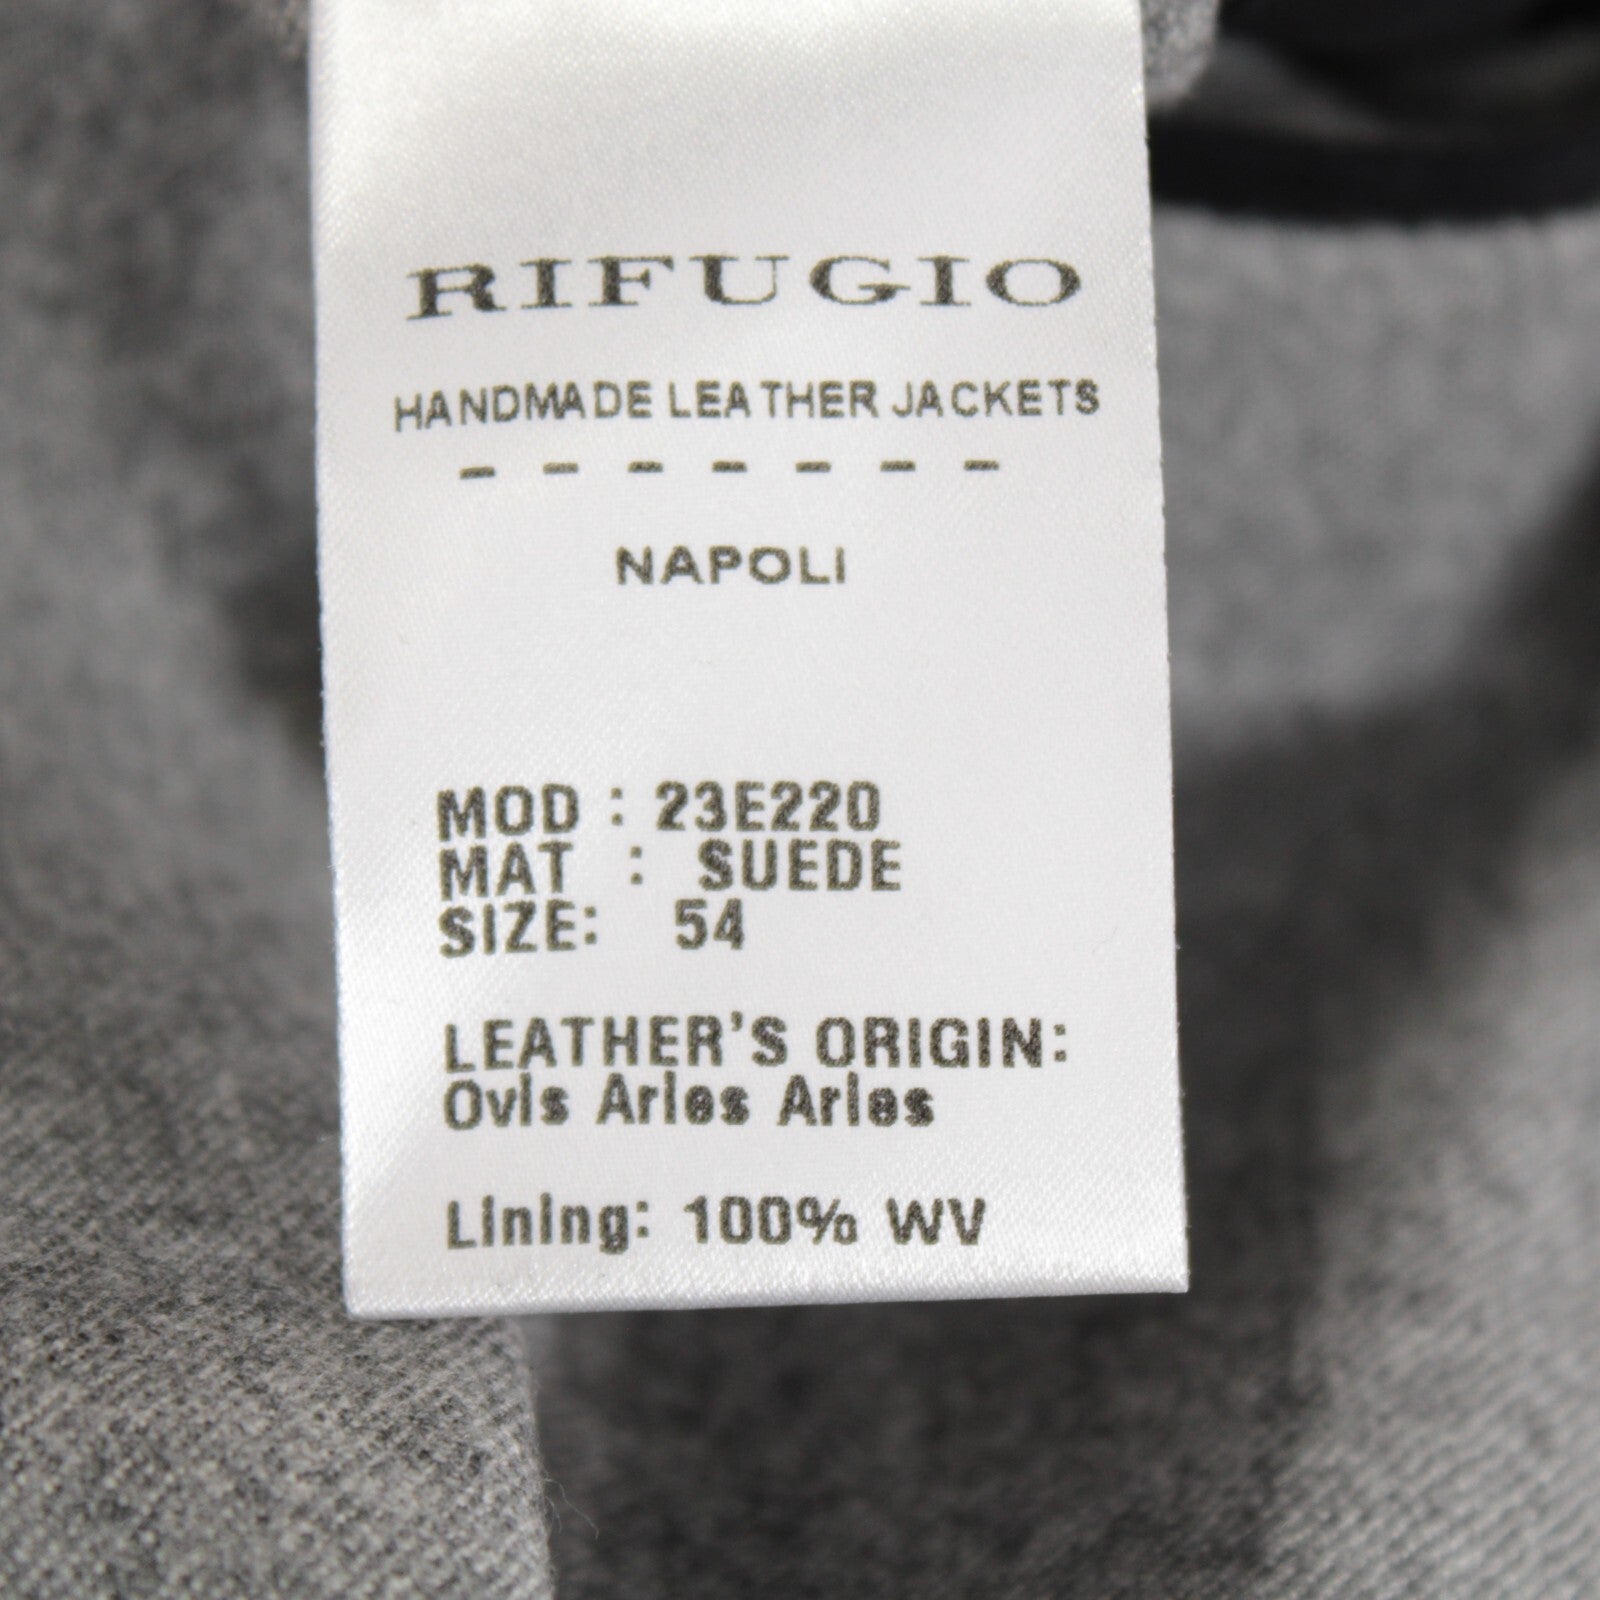 RIFUGIO
HANDMADE LEATHER JACKETS
- - - - - - -
NAPOLI
MOD : 23E220
MAT : SUEDE
SIZE: 54
LEATHER'S ORIGIN:
Ovis Aries Aries
Lining: 100% WV